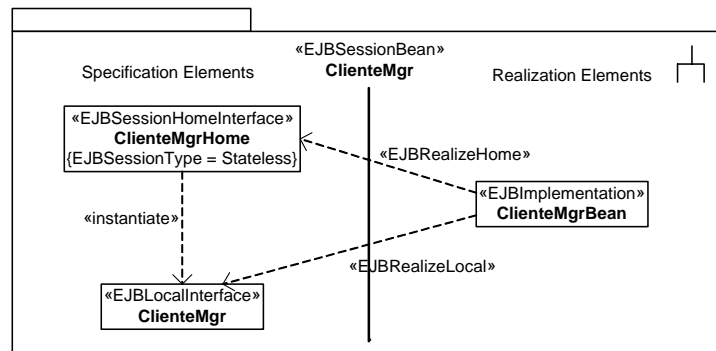 «EJBSessionBean»
ClienteMgr
Specification Elements
Realization Elements
«EJBSessionHomeInterface»
ClienteMgrHome
{EJBSessionType = Stateless}
«EJBRealizeHome»
«EJBImplementation»
ClienteMgrBean
«instantiate»
«EJBRealizeLocal»
«EJBLocalInterface»
ClienteMgr